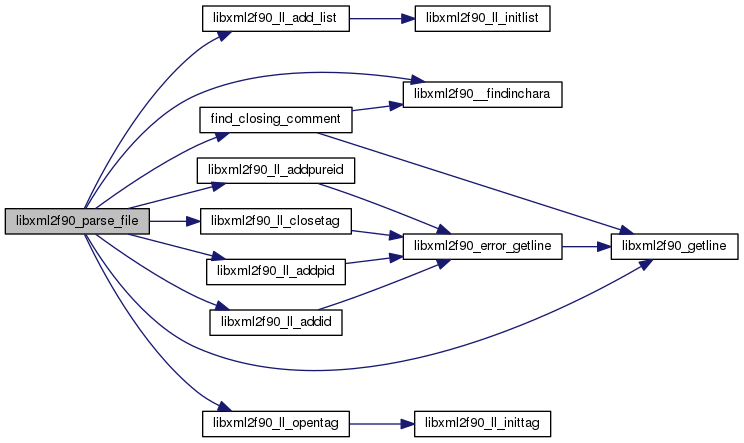 libxml2f90_ll_add_list
libxml2f90_ll_initlist
libxml2f90__findinchara
find_closing_comment
libxml2f90_ll_addpureid
libxml2f90_parse_file
libxml2f90_ll_closetag
libxml2f90_error_getline
libxml2f90_getline
libxml2f90_ll_addpid
libxml2f90_ll_addid
libxml2f90_ll_opentag
libxml2f90_ll_inittag